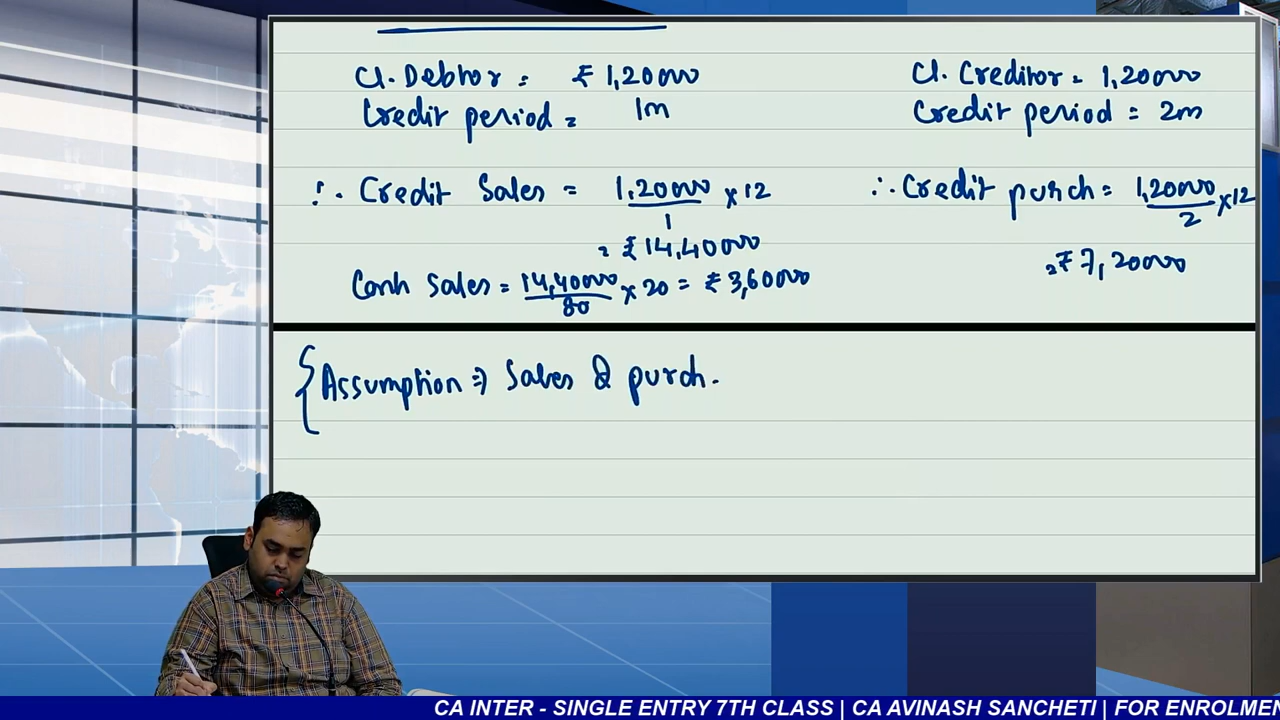 Cl. Debtor = ₹ 1,20000
Credit period = 1m
Cl. Creditor = 1,20000
Credit period = 2m
∴ Credit Sales = 1,20000/1 × 12
= ₹ 14,40000
Cash Sales = 14,40000/80 × 20 = ₹ 3,60000
∴ Credit purch = 1,20000/2 × 12
= ₹ 7,20000
{ Assumption ⇒ Sales & purch.
CA INTER - SINGLE ENTRY 7TH CLASS | CA AVINASH SANCHETI | FOR ENROLMEN